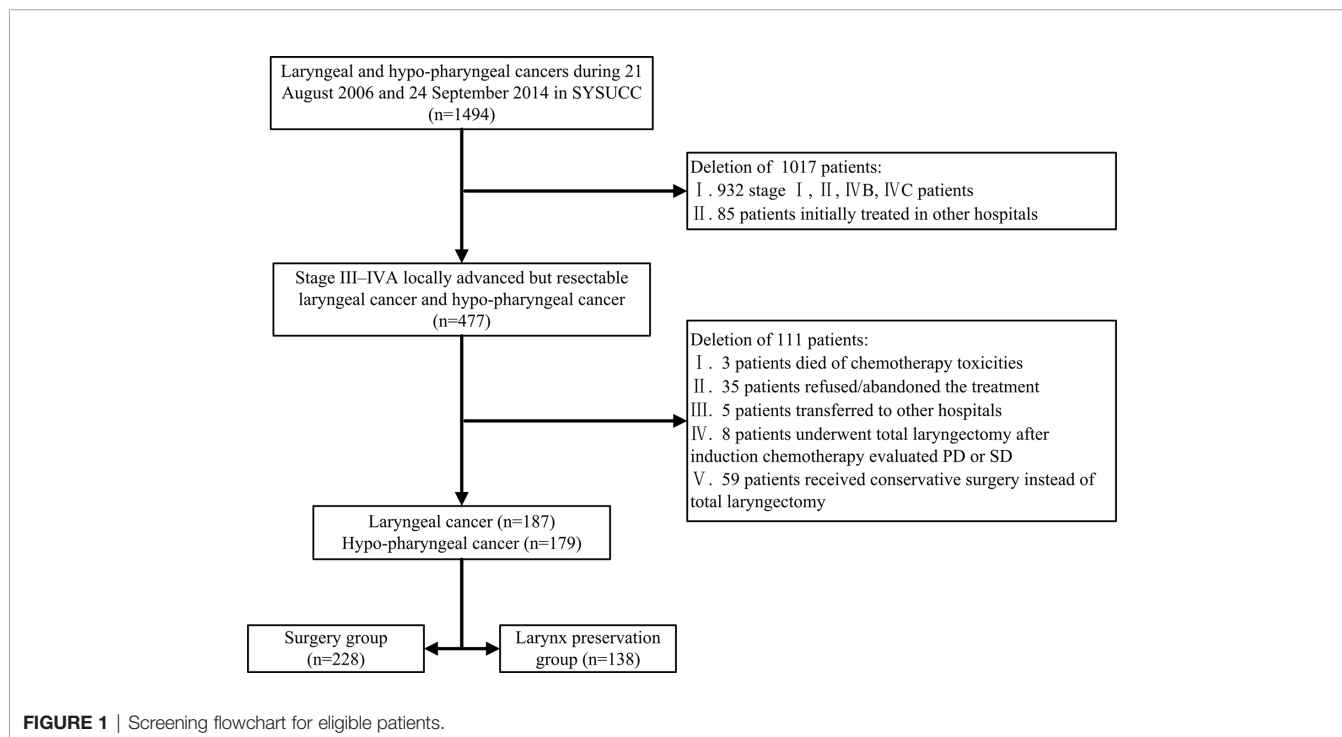 Laryngeal and hypo-pharyngeal cancers during 21
August 2006 and 24 September 2014 in SYSUCC
(n=1494)
Deletion of 1017 patients:
Ⅰ. 932 stage Ⅰ, Ⅱ, ⅣB, ⅣC patients
Ⅱ. 85 patients initially treated in other hospitals
Stage III–IVA locally advanced but resectable
laryngeal cancer and hypo-pharyngeal cancer
(n=477)
Deletion of 111 patients:
Ⅰ. 3 patients died of chemotherapy toxicities
Ⅱ. 35 patients refused/abandoned the treatment
Ⅲ. 5 patients transferred to other hospitals
Ⅳ. 8 patients underwent total laryngectomy after
induction chemotherapy evaluated PD or SD
Ⅴ. 59 patients received conservative surgery instead of
total laryngectomy
Laryngeal cancer (n=187)
Hypo-pharyngeal cancer (n=179)
Surgery group
(n=228)
Larynx preservation
group (n=138)
FIGURE 1 | Screening flowchart for eligible patients.